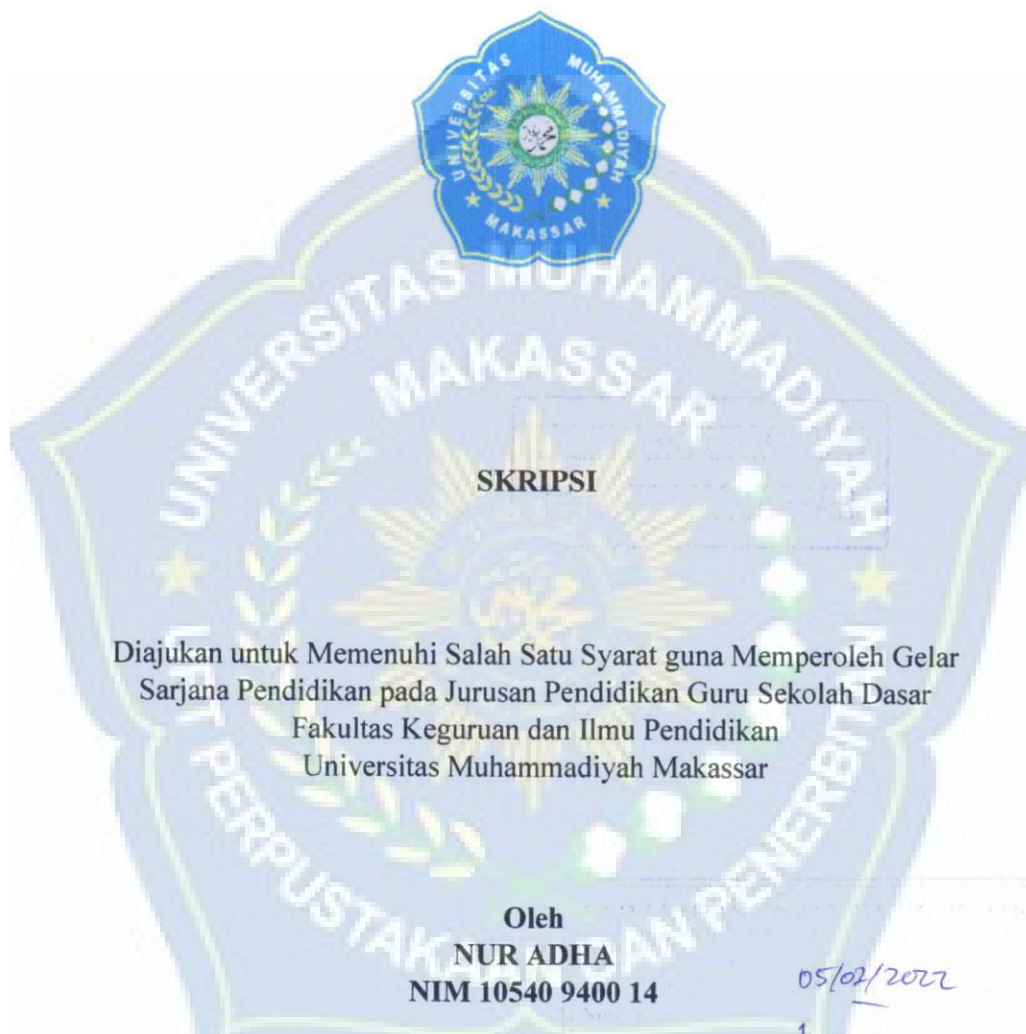 UNIVERSITAS MUHAMMADIYAH
MAKASSAR
UNIVERSITAS MUHAMMADIYAH
MAKASSAR
SKRIPSI
Diajukan untuk Memenuhi Salah Satu Syarat guna Memperoleh Gelar
Sarjana Pendidikan pada Jurusan Pendidikan Guru Sekolah Dasar
Fakultas Keguruan dan Ilmu Pendidikan
Universitas Muhammadiyah Makassar
UPT PERPUSTAKAAN DAN PENERBITAN
Oleh
NUR ADHA
NIM 10540 9400 14
05/02/2022
1